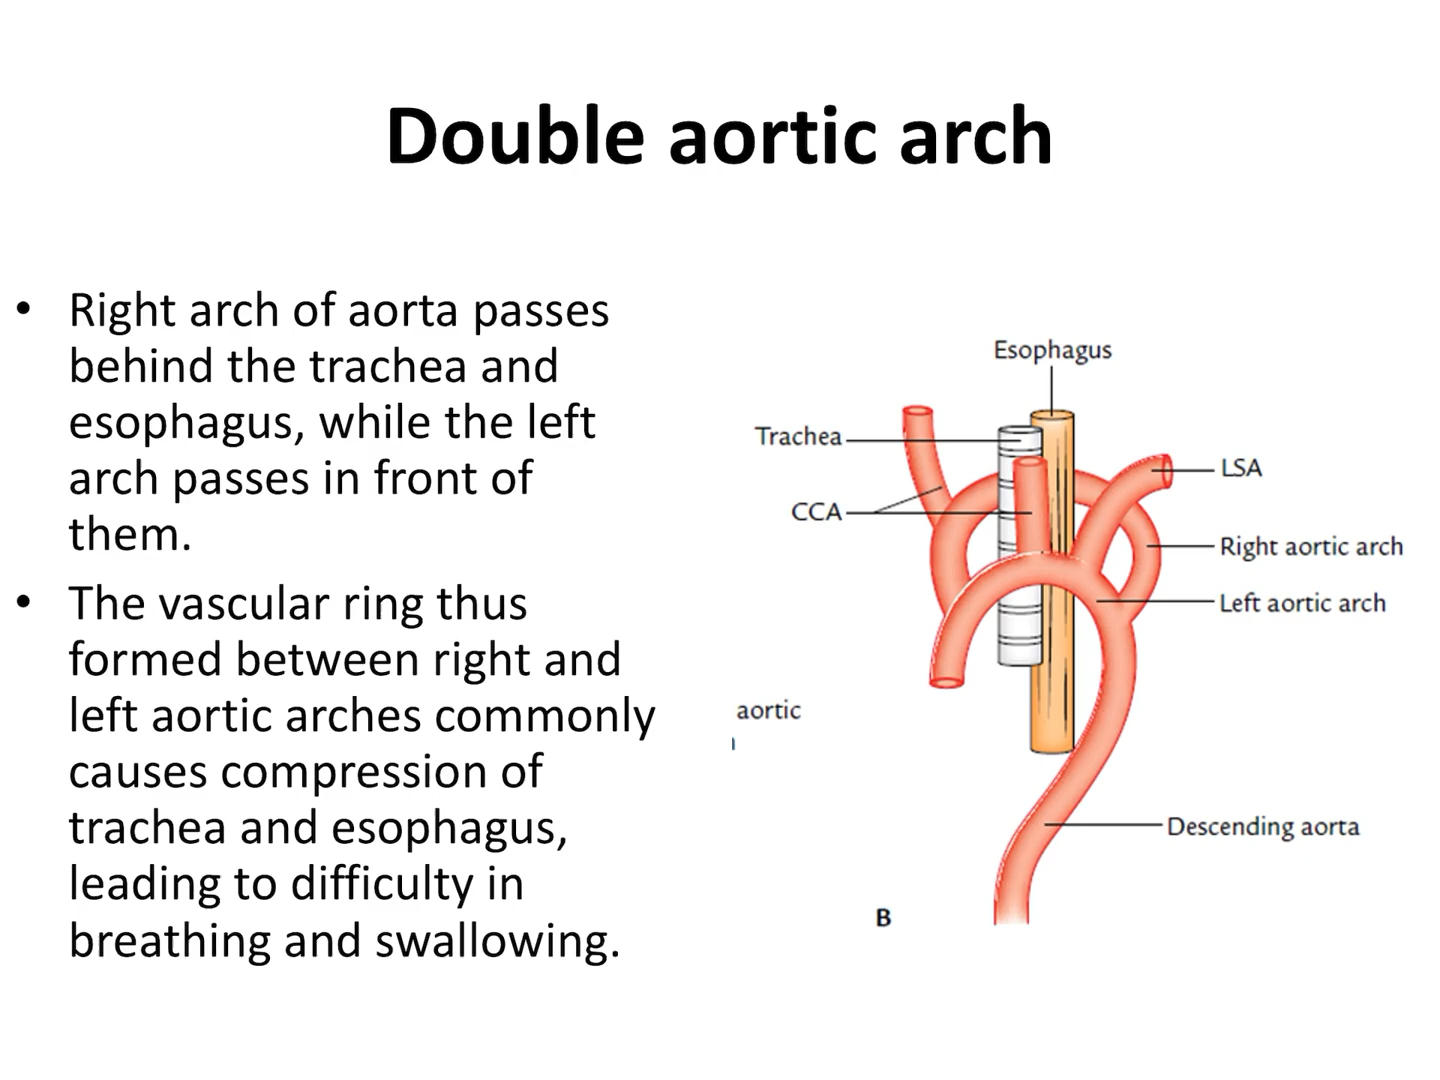 Double aortic arch
• Right arch of aorta passes
behind the trachea and
esophagus, while the left
arch passes in front of
them.
• The vascular ring thus
formed between right and
left aortic arches commonly
causes compression of
trachea and esophagus,
leading to difficulty in
breathing and swallowing.
Esophagus
Trachea
LSA
CCA
Right aortic arch
Left aortic arch
aortic
Descending aorta
B